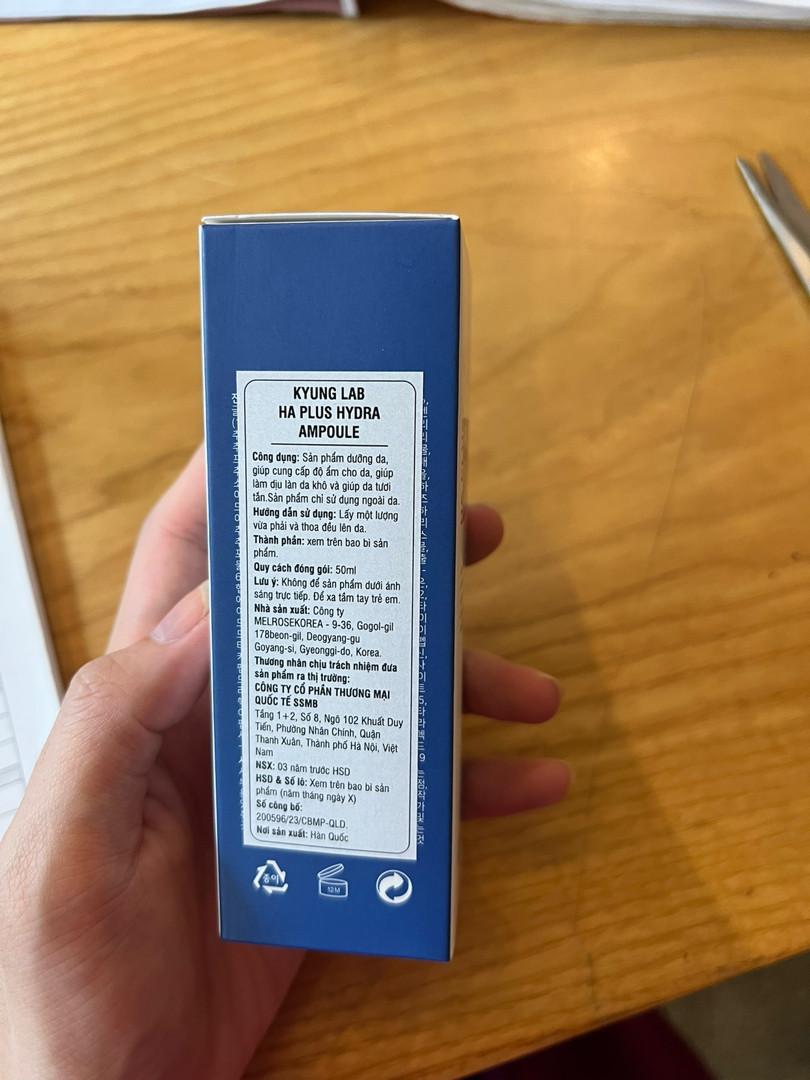 KYUNG LAB
HA PLUS HYDRA
AMPOULE
Công dụng: Sản phẩm dưỡng da,
giúp cung cấp độ ẩm cho da, giúp
làm dịu làn da khô và giúp da tươi
tắn.Sản phẩm chỉ sử dụng ngoài da.
Hướng dẫn sử dụng: Lấy một lượng
vừa phải và thoa đều lên da.
Thành phần: xem trên bao bì sản
phẩm.
Quy cách đóng gói: 50ml
Lưu ý: Không để sản phẩm dưới ánh
sáng trực tiếp. Để xa tầm tay trẻ em.
Nhà sản xuất: Công ty
MELROSEKOREA - 9-36, Gogol-gil
178beon-gil, Deogyang-gu
Goyang-si, Gyeonggi-do, Korea.
Thương nhân chịu trách nhiệm đưa
sản phẩm ra thị trường:
CÔNG TY CỔ PHẦN THƯƠNG MẠI
QUỐC TẾ SSMB
Tầng 1+2, Số 8, Ngõ 102 Khuất Duy
Tiến, Phường Nhân Chính, Quận
Thanh Xuân, Thành phố Hà Nội, Việt
Nam
NSX: 03 năm trước HSD
HSD & Số lô: Xem trên bao bì sản
phẩm (năm tháng ngày X)
Số công bố:
200596/23/CBMP-QLD.
Nơi sản xuất: Hàn Quốc
종이
12M